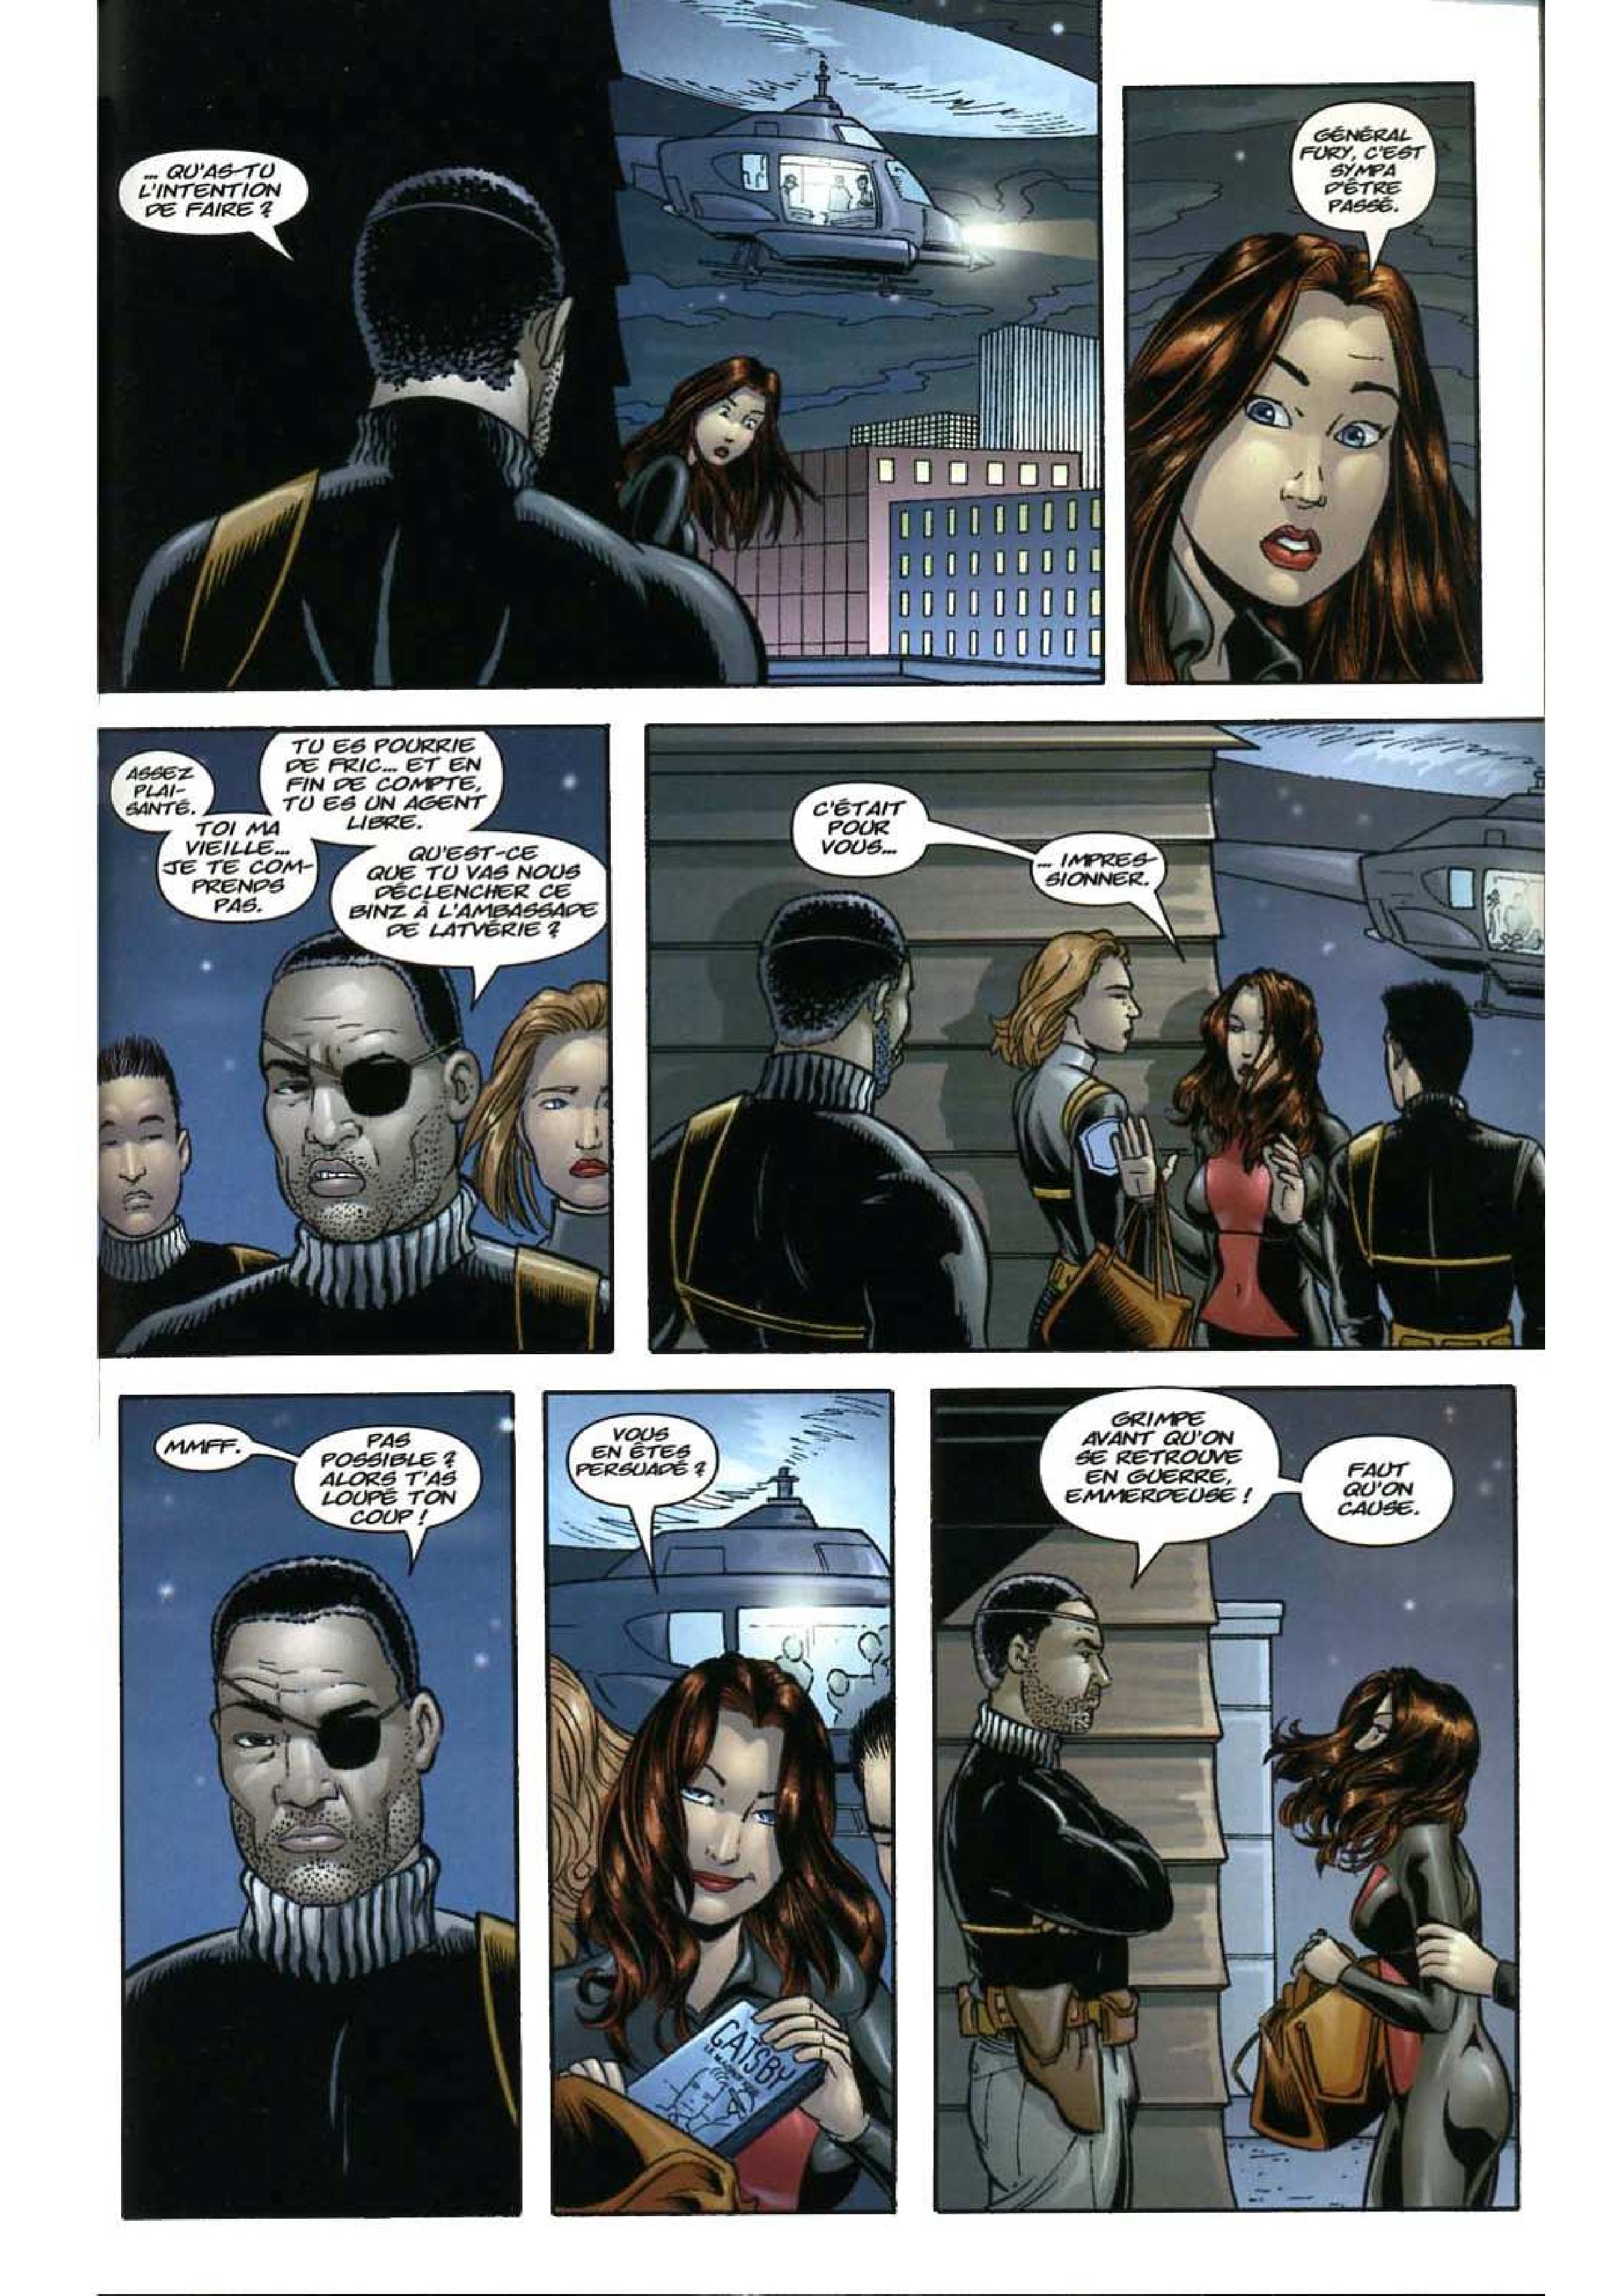 ... QU'AS-TU
L'INTENTION
DE FAIRE ?
GÉNÉRAL
FURY, C'EST
SYMPA
D'ÊTRE
PASSÉ.
ASSEZ
PLAI-
SANTÉ.
TOI MA
VIEILLE...
JE TE COM-
PRENDS
PAS.
TU ES POURRIE
DE FRIC... ET EN
FIN DE COMPTE,
TU ES UN AGENT
LIBRE.
QU'EST-CE
QUE TU VAS NOUS
DÉCLENCHER CE
BINZ À L'AMBASSADE
DE LATVÉRIE ?
C'ÉTAIT
POUR
VOUS...
... IMPRES-
SIONNER.
MMFF.
PAS
POSSIBLE ?
ALORS T'AS
LOUPÉ TON
COUP !
VOUS
EN ÊTES
PERSUADÉ ?
GATSBY
LE MAGNIFIQUE
GRIMPE
AVANT QU'ON
SE RETROUVE
EN GUERRE,
EMMERDEUSE !
FAUT
QU'ON
CAUSE.